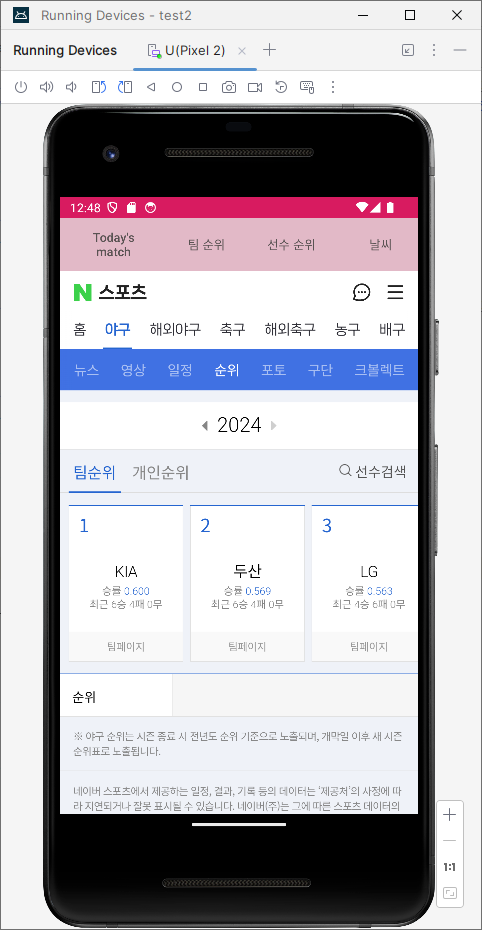 Running Devices - test2
Running Devices U(Pixel 2)
12:48
Today's match 팀 순위 선수 순위 날씨
N 스포츠
홈 야구 해외야구 축구 해외축구 농구 배구
뉴스 영상 일정 순위 포토 구단 크볼렉트
2024
팀순위 개인순위 선수검색
1 2 3
KIA 두산 LG
승률 0.600 승률 0.569 승률 0.563
최근 6승 4패 0무 최근 6승 4패 0무 최근 4승 6패 0무
팀페이지 팀페이지 팀페이지
순위
※ 야구 순위는 시즌 종료 시 전년도 순위 기준으로 노출되며, 개막일 이후 새 시즌
순위표로 노출됩니다.
네이버 스포츠에서 제공하는 일정, 결과, 기록 등의 데이터는 '제공처'의 사정에 따
라 지연되거나 잘못 표시될 수 있습니다. 네이버(주)는 그에 따른 스포츠 데이터의
1:1